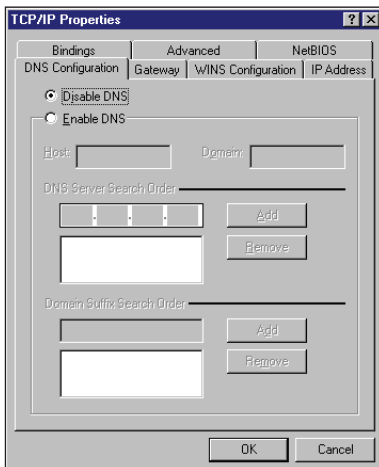 TCP/IP Properties
Bindings Advanced NetBIOS
DNS Configuration Gateway WINS Configuration IP Address
Disable DNS
Enable DNS
Host: Domain:
DNS Server Search Order
Add
Remove
Domain Suffix Search Order
Add
Remove
OK Cancel